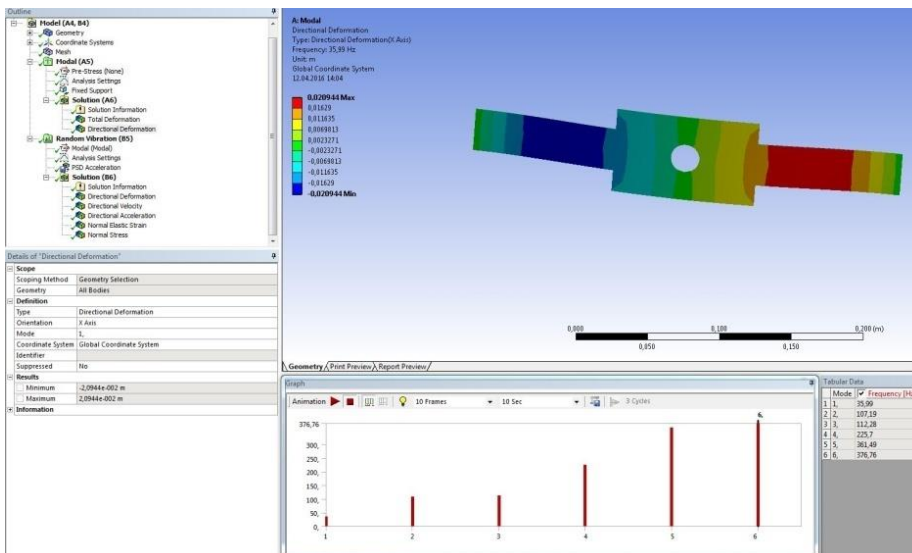 Outline
Model (A4, B4)
Geometry
Coordinate Systems
Mesh
Modal (A5)
Pre-Stress (None)
Analysis Settings
Fixed Support
Solution (A6)
Solution Information
Total Deformation
Directional Deformation
Random Vibration (B5)
Modal (Modal)
Analysis Settings
PSD Acceleration
Solution (B6)
Solution Information
Directional Deformation
Directional Velocity
Directional Acceleration
Normal Elastic Strain
Normal Stress
Details of "Directional Deformation"
Scope
Scoping Method Geometry Selection
Geometry All Bodies
Definition
Type Directional Deformation
Orientation X Axis
Mode 1,
Coordinate System Global Coordinate System
Identifier
Suppressed No
Results
Minimum -2,0944e-002 m
Maximum 2,0944e-002 m
Information
A: Modal
Directional Deformation
Type: Directional Deformation(X Axis)
Frequency: 35,99 Hz
Unit: m
Global Coordinate System
12.04.2016 14:04
0,020944 Max
0,01629
0,011635
0,0069813
0,0023271
-0,0023271
-0,0069813
-0,011635
-0,01629
-0,020944 Min
0,000 0,100 0,200 (m)
0,050 0,150
Geometry Print Preview Report Preview
Graph
Animation 10 Frames 10 Sec 3 Cycles
376,76
300,
250,
200,
150,
100,
50,
0,
6,
1 2 3 4 5 6
Tabular Data
Mode Frequency [Hz
1 1, 35,99
2 2, 107,19
3 3, 112,28
4 4, 225,7
5 5, 361,49
6 6, 376,76